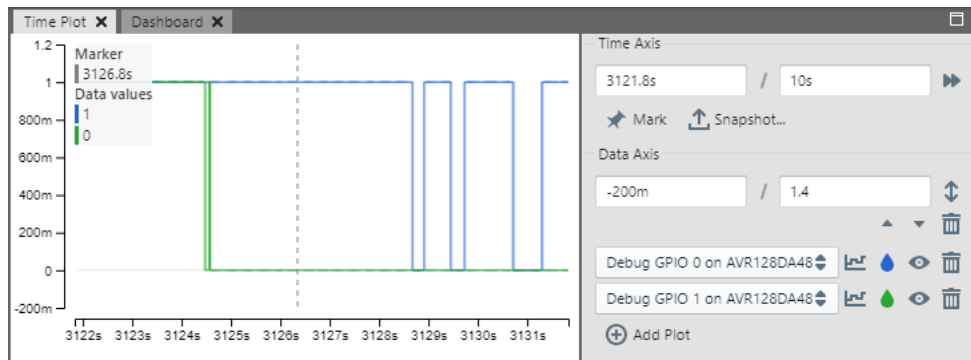 Time Plot
Dashboard
1.2
1
800m
600m
400m
200m
0
-200m
Marker
3126.8s
Data values
1
0
3122s 3123s 3124s 3125s 3126s 3127s 3128s 3129s 3130s 3131s
Time Axis
3121.8s / 10s
Mark Snapshot...
Data Axis
-200m / 1.4
Debug GPIO 0 on AVR128DA48
Debug GPIO 1 on AVR128DA48
Add Plot